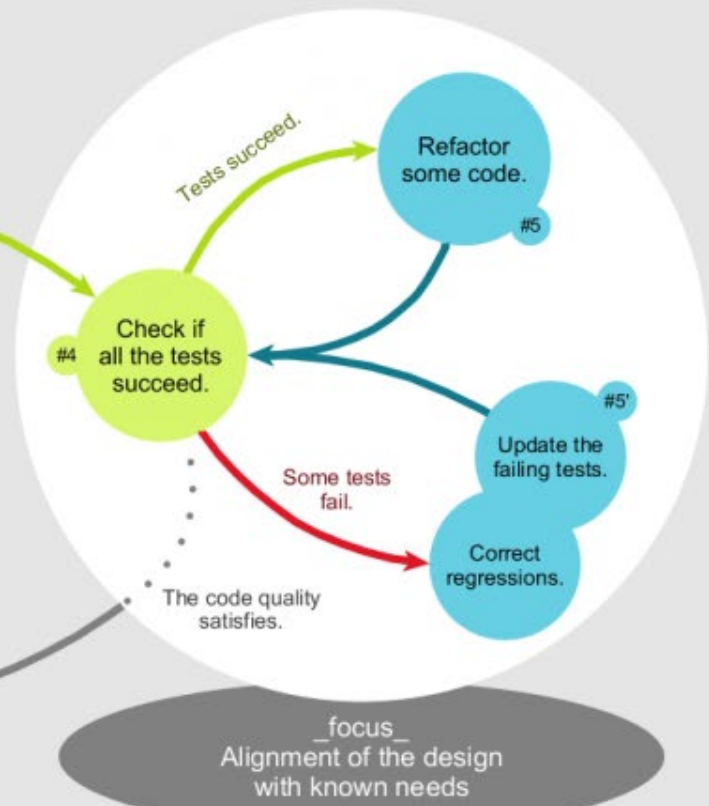 Tests succeed.
Refactor
some code.
#5
Check if
all the tests
succeed.
#4
#5'
Update the
failing tests.
Some tests
fail.
Correct
regressions.
The code quality
satisfies.
_focus_
Alignment of the design
with known needs